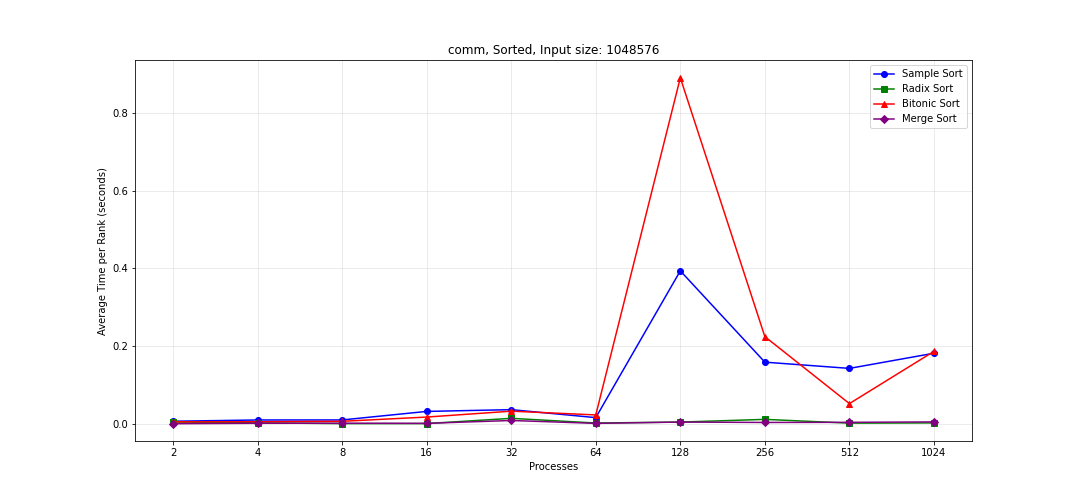 comm, Sorted, Input size: 1048576
Sample Sort
Radix Sort
Bitonic Sort
Merge Sort
Average Time per Rank (seconds)
0.8
0.6
0.4
0.2
0.0
2 4 8 16 32 64 128 256 512 1024
Processes